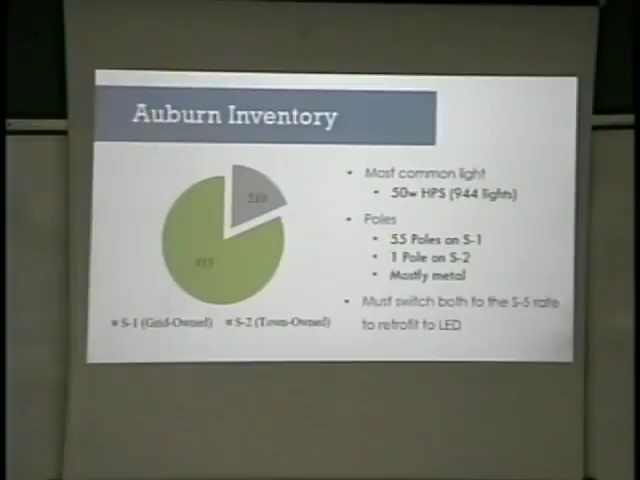 Auburn Inventory
• Most common light
• 50w HPS (944 lights)
• Poles
• 55 Poles on S-1
• 1 Pole on S-2
• Mostly metal
• Must switch both to the S-5 rate
to retrofit to LED
S-1 (Grid-Owned) S-2 (Town-Owned)